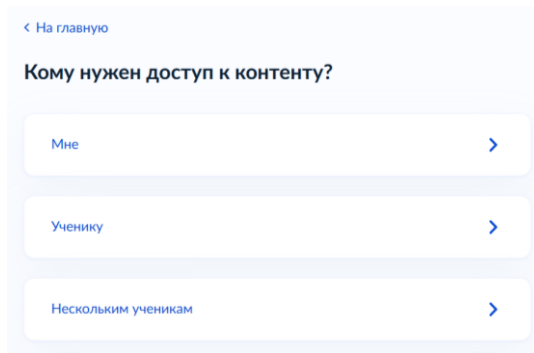 На главную
Кому нужен доступ к контенту?
Мне
Ученику
Нескольким ученикам